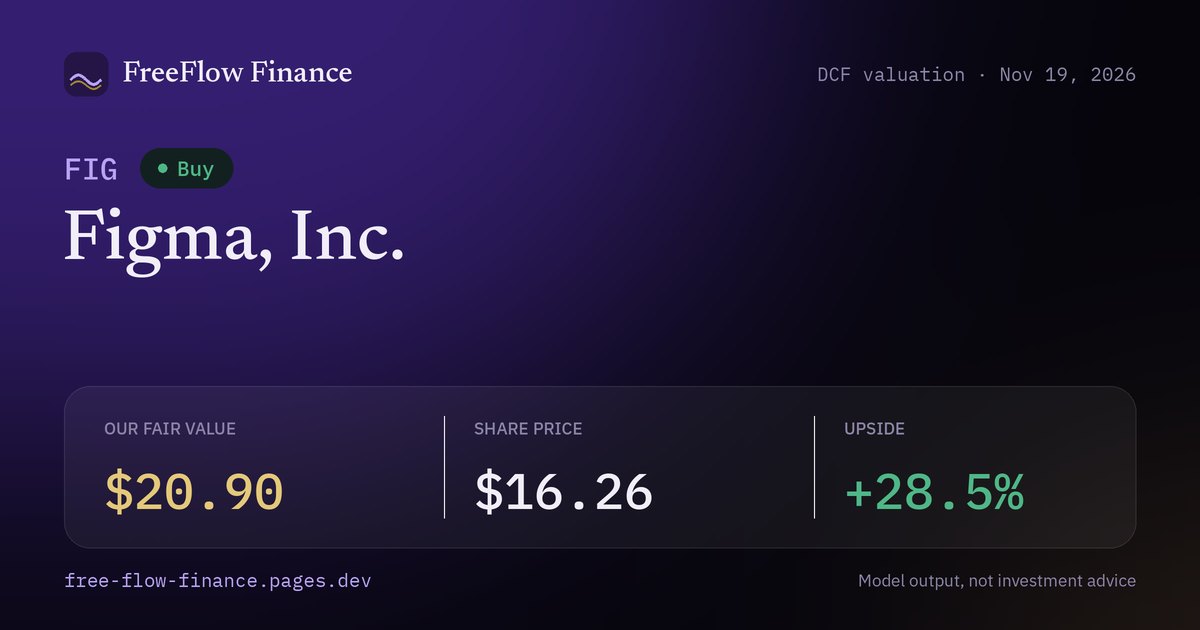 FreeFlow Finance
DCF valuation · Nov 19, 2026
FIG
Buy
Figma, Inc.
OUR FAIR VALUE
$20.90
SHARE PRICE
$16.26
UPSIDE
+28.5%
free-flow-finance.pages.dev
Model output, not investment advice